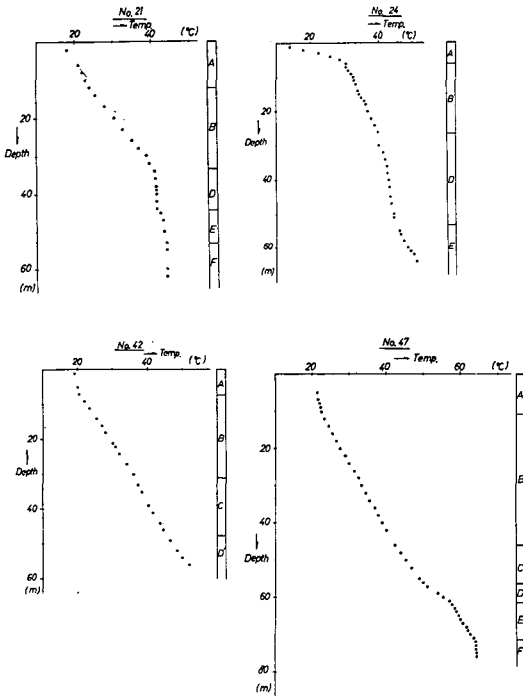 No. 21
→ Temp. (°C)
20 40
20
40
60
Depth
(m)
A
B
D
E
F
No. 24
→ Temp.
20 40 (°C)
20
40
60
Depth
(m)
A
B
D
E
No. 42
→ Temp. (°C)
20 40
20
40
60
Depth
(m)
A
B
C
D
No. 47
→ Temp. (°C)
20 40 60
20
40
60
80
Depth
(m)
A
B
C
D
E
F